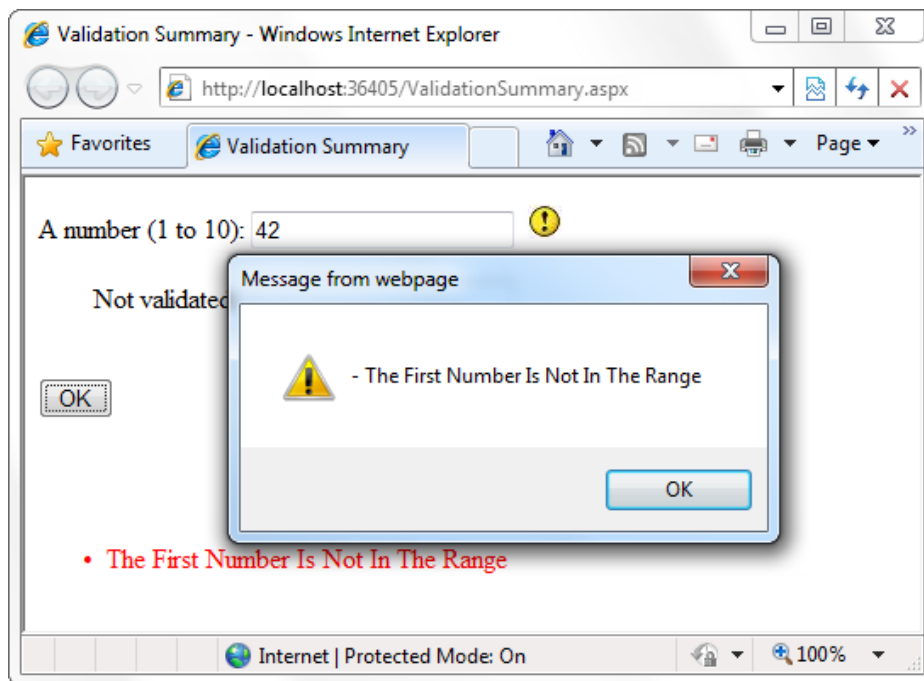 Validation Summary - Windows Internet Explorer
http://localhost:36405/ValidationSummary.aspx
Favorites Validation Summary Page
A number (1 to 10): 42
Message from webpage
Not validated
- The First Number Is Not In The Range
OK
OK
• The First Number Is Not In The Range
Internet | Protected Mode: On 100%